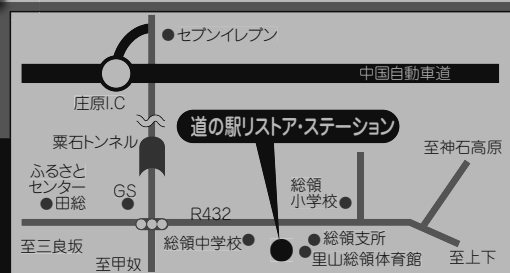 セブンイレブン
中国自動車道
庄原I.C
道の駅リストア・ステーション
粟石トンネル
至神石高原
ふるさと
センター
田総
GS
総領
小学校
R432
総領中学校
総領支所
里山総領体育館
至三良坂
至甲奴
至上下